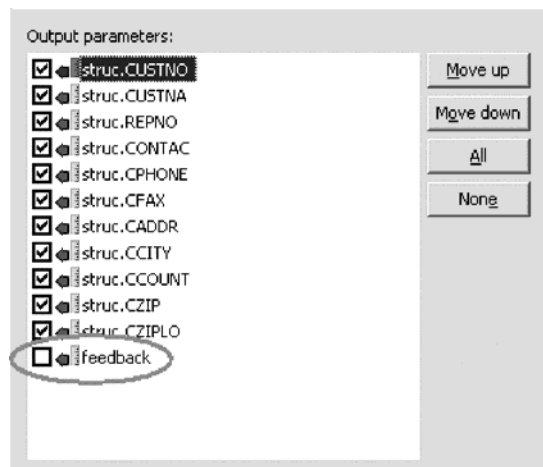 Output parameters:
struc.CUSTNO
struc.CUSTNA
struc.REPNO
struc.CONTAC
struc.CPHONE
struc.CFAX
struc.CADDR
struc.CCITY
struc.CCOUNT
struc.CZIP
struc.CZIPLO
feedback
Move up
Move down
All
None